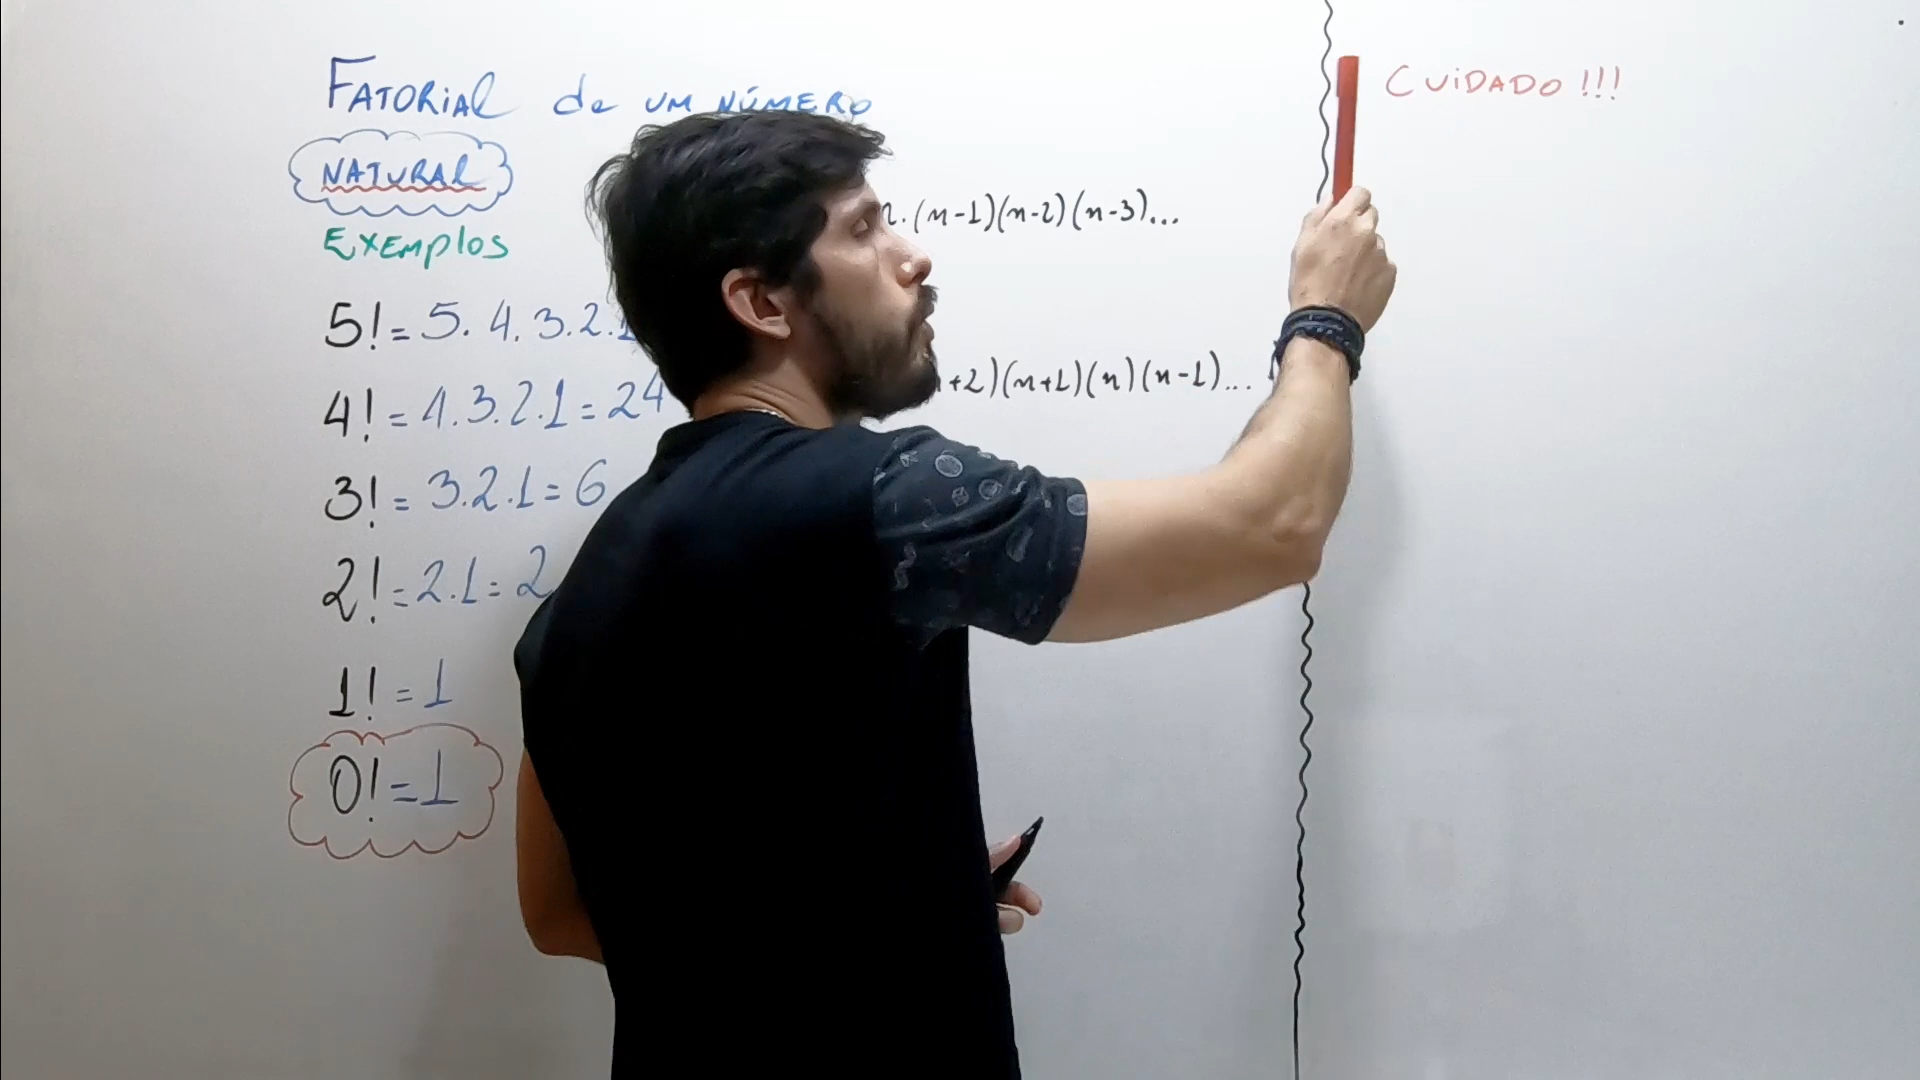 FATORIAL de UM NÚMERO
NATURAL
EXEMPLOS
5! = 5. 4. 3. 2. 1
4! = 4. 3. 2. 1 = 24
3! = 3. 2. 1 = 6
2! = 2. 1 = 2
1! = 1
0! = 1
. (n-1)(n-2)(n-3)...
+2)(n+1)(n)(n-1)...
CUIDADO!!!